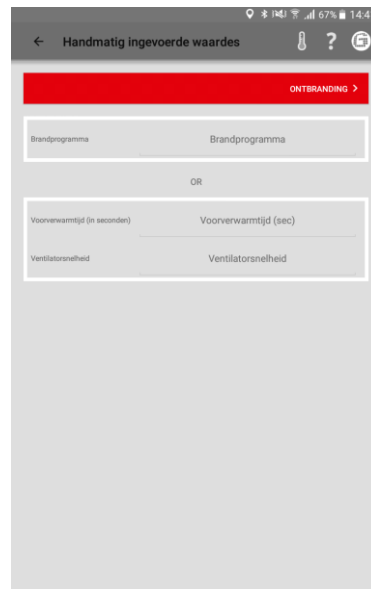 67% 14:4
Handmatig ingevoerde waardes ?
ONTBRANDING >
Brandprogramma Brandprogramma
OR
Voorverwarmtijd (in seconden) Voorverwarmtijd (sec)
Ventilatorsnelheid Ventilatorsnelheid